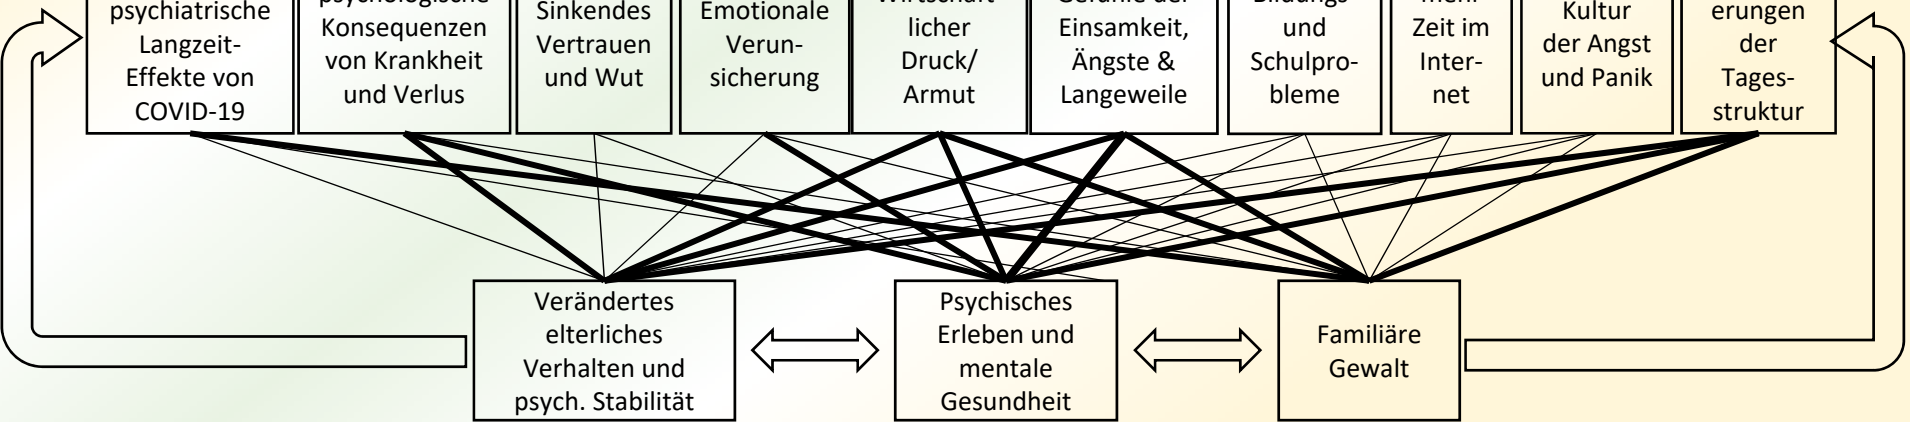 psychiatrische
Langzeit-
Effekte von
COVID-19
psychologische
Konsequenzen
von Krankheit
und Verlus
Sinkendes
Vertrauen
und Wut
Emotionale
Verun-
sicherung
licher
Druck/
Armut
Einsamkeit,
Ängste &
Langeweile
und
Schulpro-
bleme
Zeit im
Inter-
net
Kultur
der Angst
und Panik
erungen
der
Tages-
struktur
Verändertes
elterliches
Verhalten und
psych. Stabilität
Psychisches
Erleben und
mentale
Gesundheit
Familiäre
Gewalt